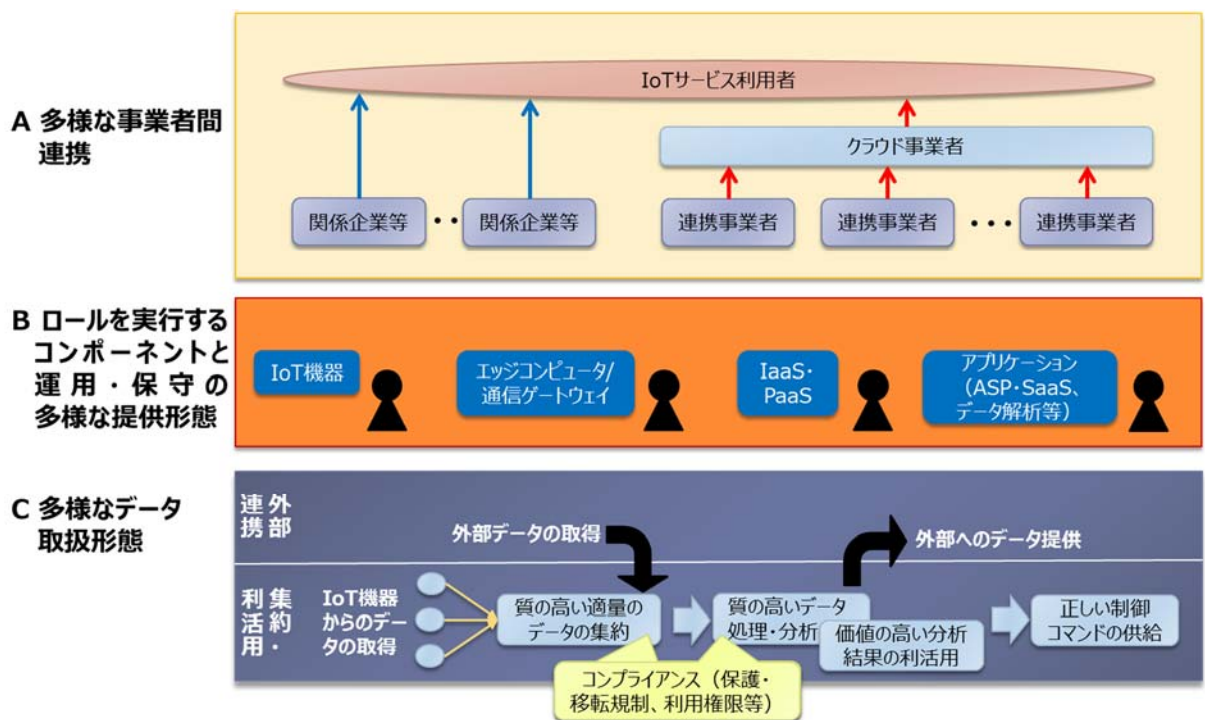 A 多様な事業者間
連携
IoTサービス利用者
クラウド事業者
関係企業等
・・
関係企業等
連携事業者
連携事業者
・・・
連携事業者
B ロールを実行する
コンポーネントと
運用・保守の
多様な提供形態
IoT機器
エッジコンピュータ/
通信ゲートウェイ
IaaS・
PaaS
アプリケーション
(ASP・SaaS、
データ解析等)
C 多様なデータ
取扱形態
外部
連携
外部データの取得
外部へのデータ提供
集約・
利活用
IoT機器
からのデー
タの取得
質の高い適量の
データの集約
質の高いデータ
処理・分析
価値の高い分析
結果の利活用
正しい制御
コマンドの供給
コンプライアンス(保護・
移転規制、利用権限等)